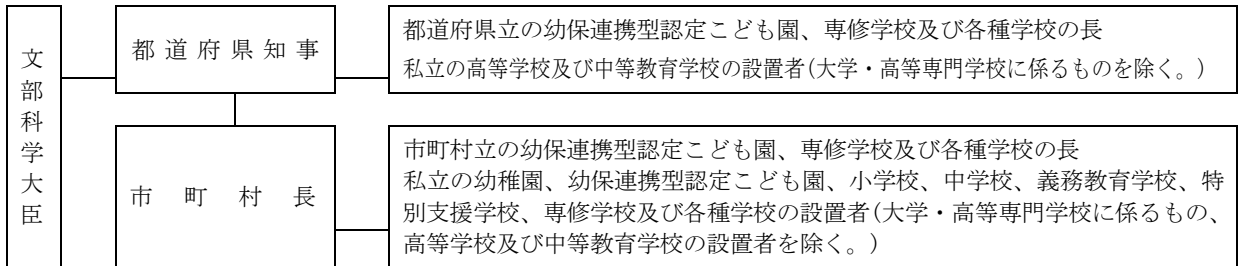 文部科学大臣
都道府県知事
都道府県立の幼保連携型認定こども園、専修学校及び各種学校の長
私立の高等学校及び中等教育学校の設置者(大学・高等専門学校に係るものを除く。)
市町村長
市町村立の幼保連携型認定こども園、専修学校及び各種学校の長
私立の幼稚園、幼保連携型認定こども園、小学校、中学校、義務教育学校、特
別支援学校、専修学校及び各種学校の設置者(大学・高等専門学校に係るもの、
高等学校及び中等教育学校の設置者を除く。)